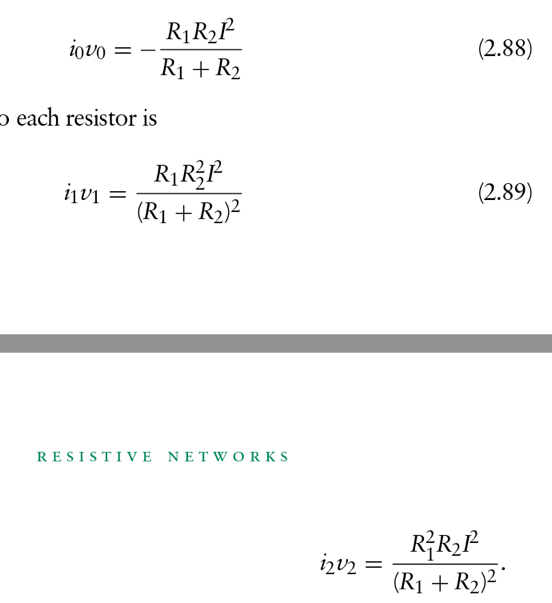 i₀v₀ = −R₁R₂I²/(R₁ + R₂) (2.88)
o each resistor is
i₁v₁ = R₁R₂²I²/(R₁ + R₂)² (2.89)
RESISTIVE NETWORKS
i₂v₂ = R₁²R₂I²/(R₁ + R₂)².